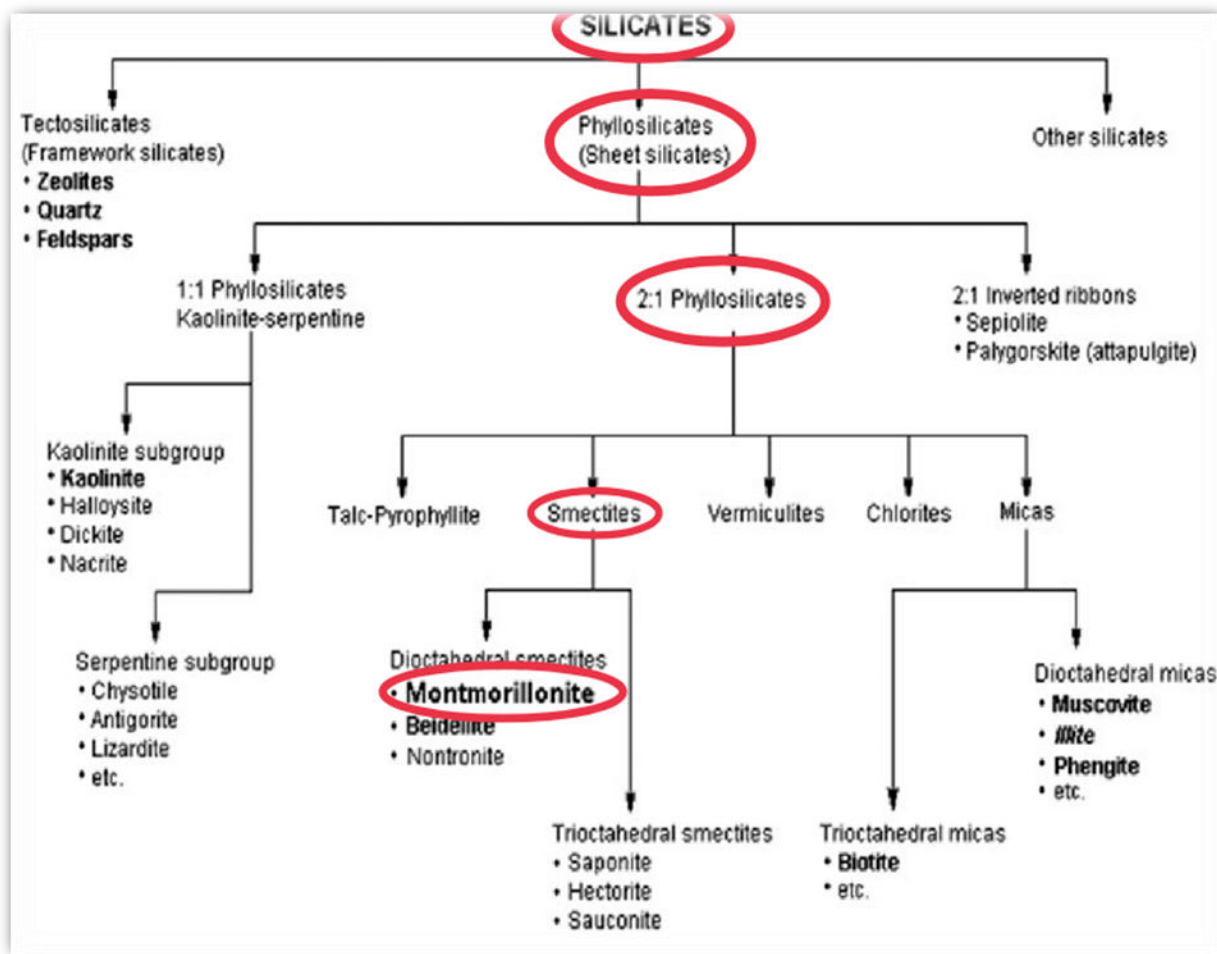 SILICATES
Tectosilicates
(Framework silicates)
• Zeolites
• Quartz
• Feldspars
Phyllosilicates
(Sheet silicates)
Other silicates
1:1 Phyllosilicates
Kaolinite-serpentine
2:1 Phyllosilicates
2:1 Inverted ribbons
• Sepiolite
• Palygorskite (attapulgite)
Kaolinite subgroup
• Kaolinite
• Halloysite
• Dickite
• Nacrite
Talc-Pyrophyllite
Smectites
Vermiculites
Chlorites
Micas
Serpentine subgroup
• Chysotile
• Antigorite
• Lizardite
• etc.
Dioctahedral smectites
• Montmorillonite
• Beidellite
• Nontronite
Dioctahedral micas
• Muscovite
• Illite
• Phengite
• etc.
Trioctahedral smectites
• Saponite
• Hectorite
• Sauconite
Trioctahedral micas
• Biotite
• etc.